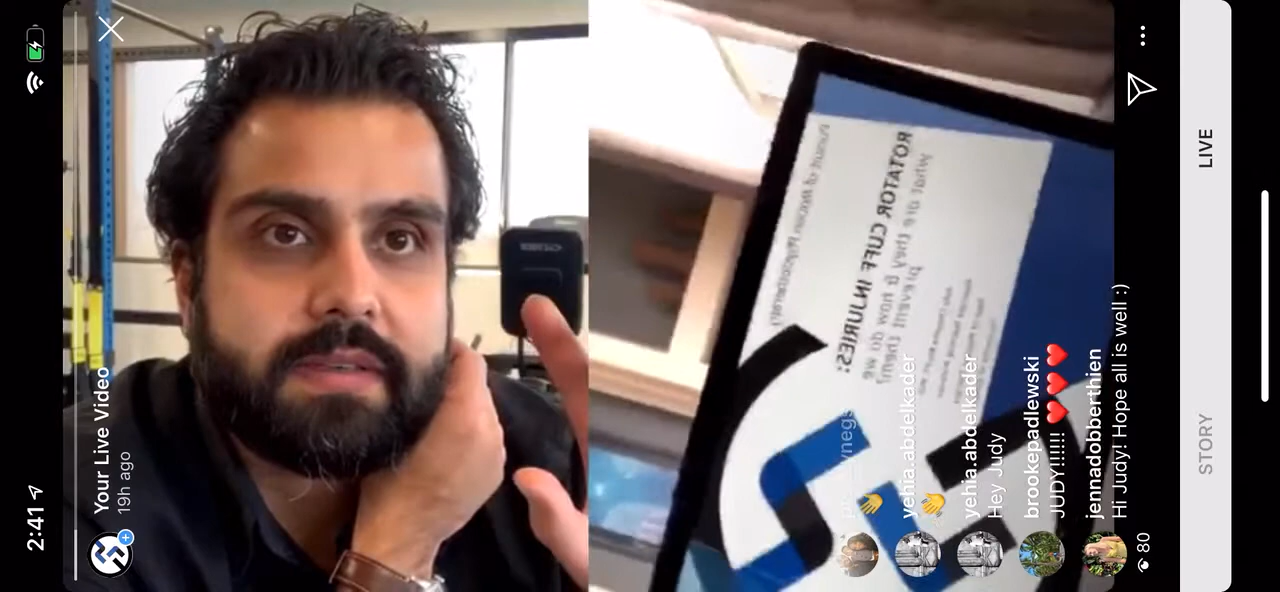 2:41
Your Live Video
19h ago
ROTATOR CUFF INJURIES:
What are they & how do we
prevent them?
👋
yehia.abdelkader
👋
yehia.abdelkader
Hey Judy
brookepadlewski
JUDY!!!!!! ❤️❤️❤️
jennadobberthien
Hi Judy! Hope all is well :)
80
STORY
LIVE